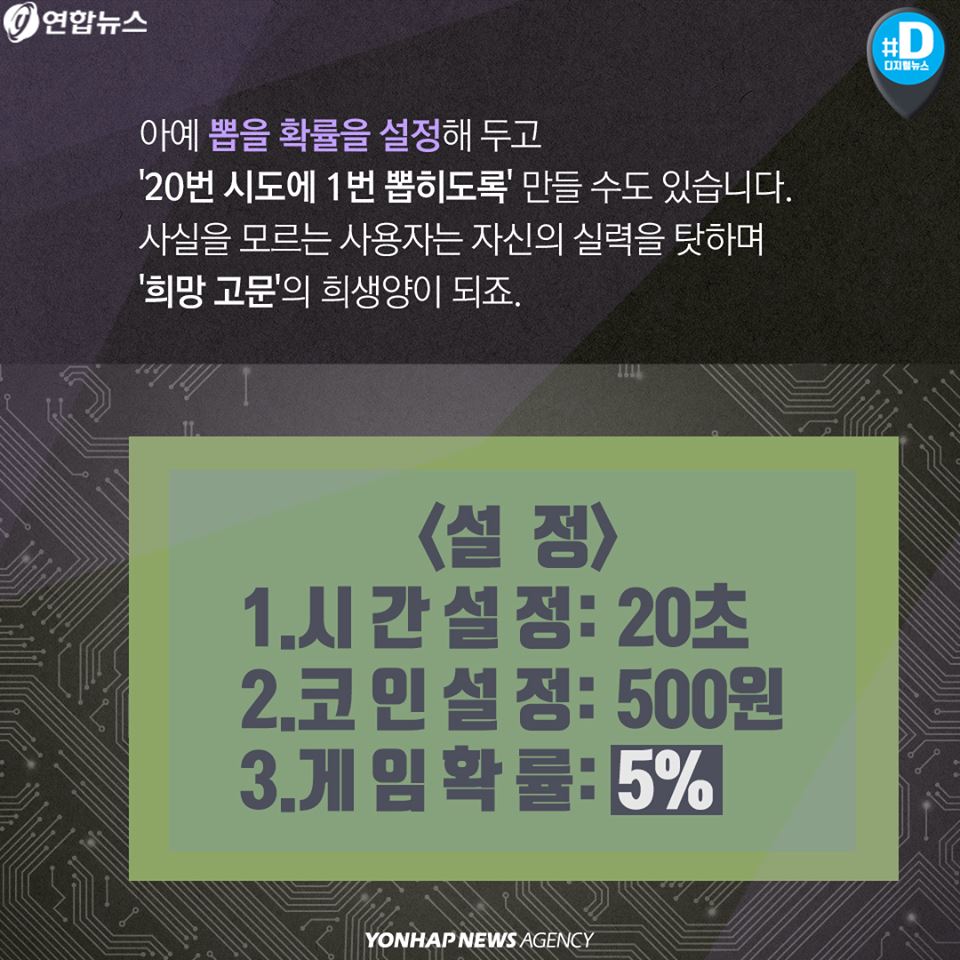 연합뉴스
#D
디지털뉴스
아예 뽑을 확률을 설정해 두고
'20번 시도에 1번 뽑히도록' 만들 수도 있습니다.
사실을 모르는 사용자는 자신의 실력을 탓하며
'희망 고문'의 희생양이 되죠.
<설 정>
1.시간설정: 20초
2.코인설정: 500원
3.게임확률: 5%
YONHAP NEWS AGENCY